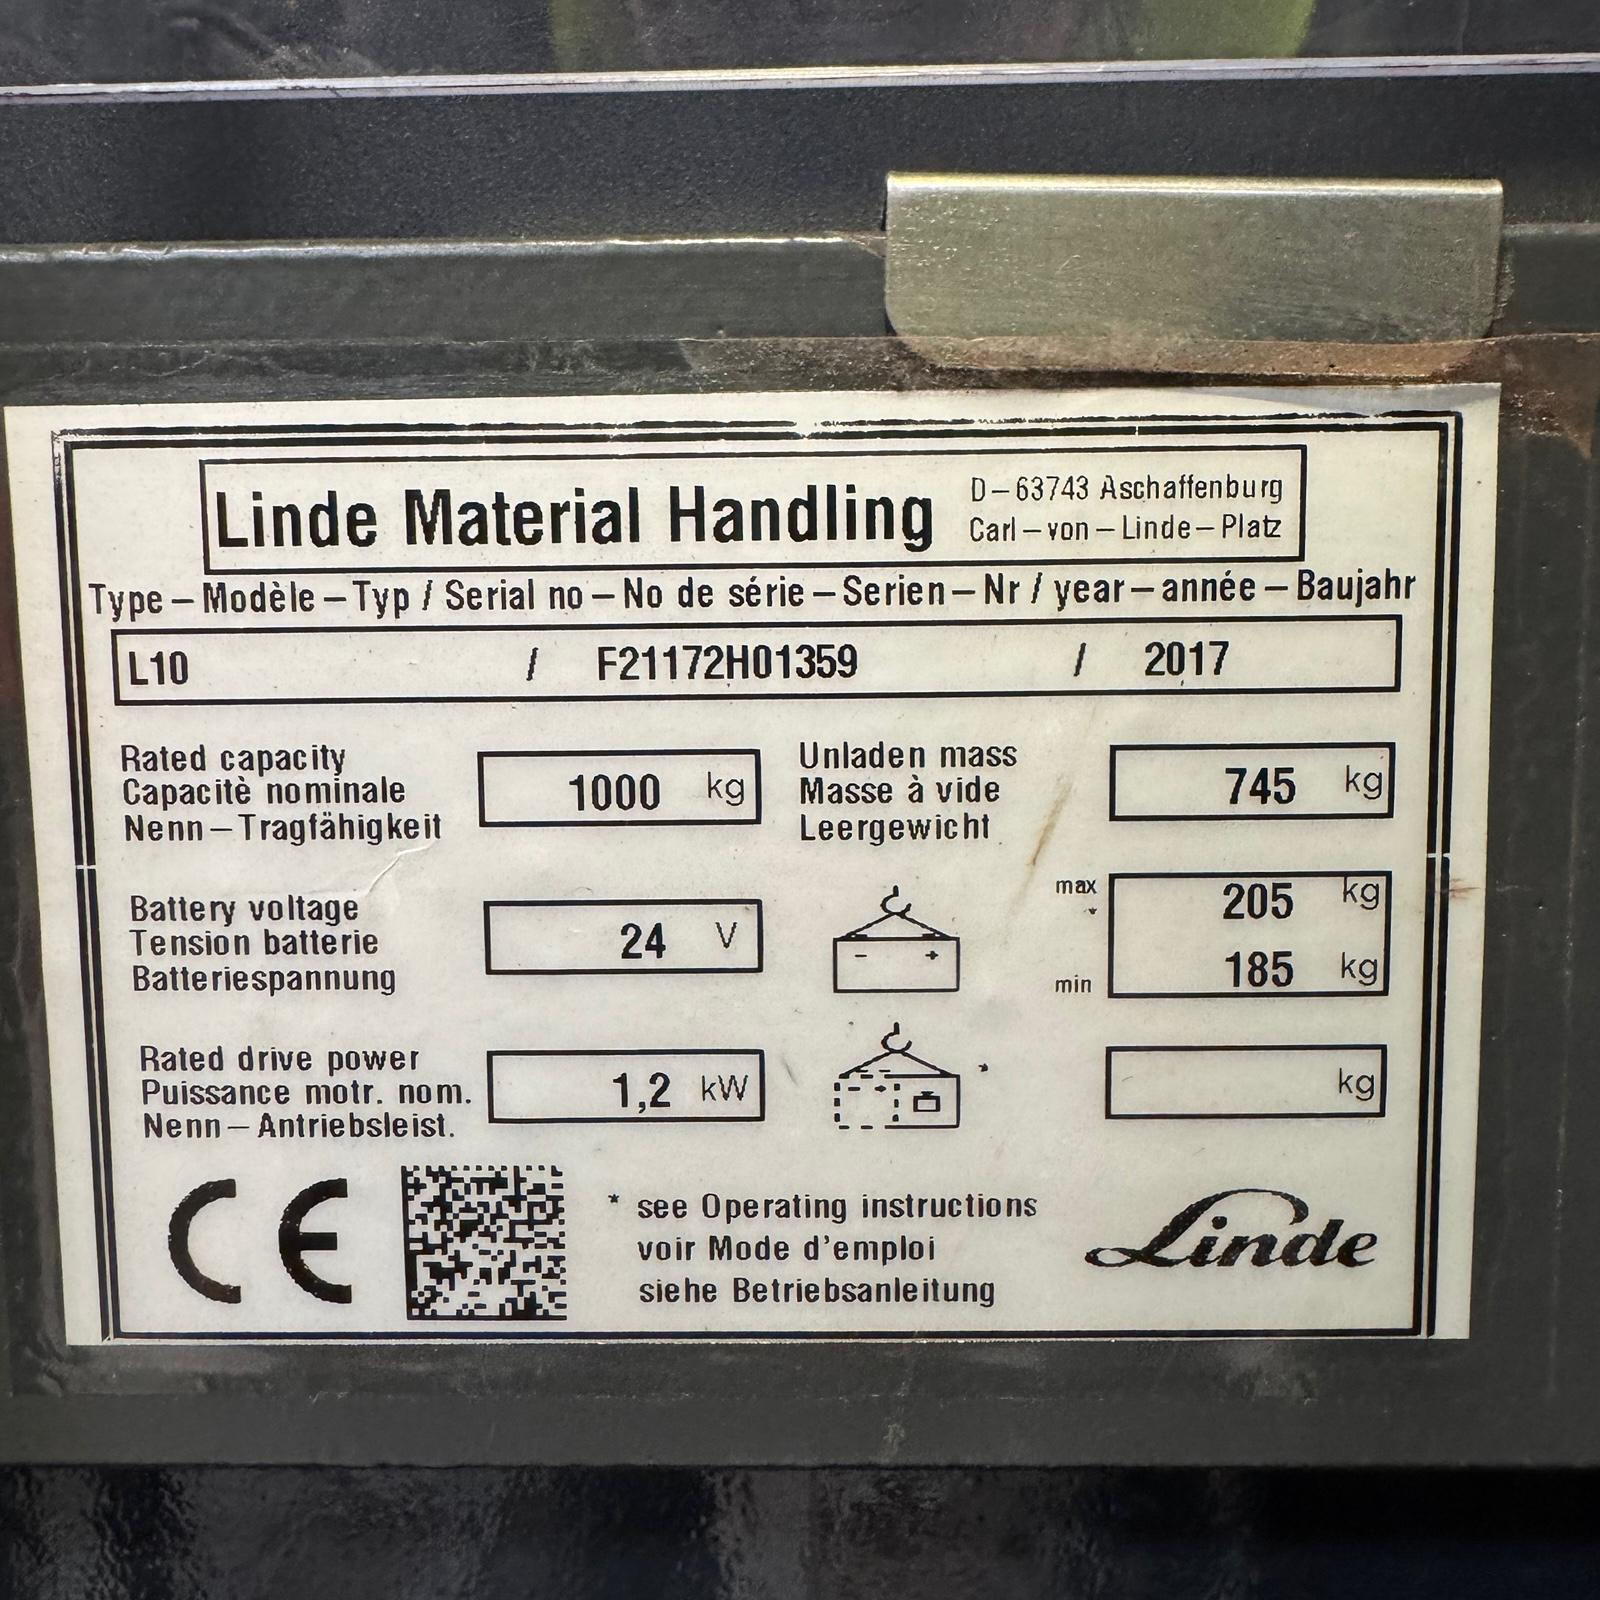 Linde Material Handling
D-63743 Aschaffenburg
Carl-von-Linde-Platz
Type-Modèle-Typ / Serial no-No de série-Serien-Nr / year-année-Baujahr
L10 / F21172H01359 / 2017
Rated capacity
Capacitè nominale
Nenn-Tragfähigkeit
1000 kg
Unladen mass
Masse à vide
Leergewicht
745 kg
Battery voltage
Tension batterie
Batteriespannung
24 V
- +
max * 205 kg
min 185 kg
Rated drive power
Puissance motr. nom.
Nenn-Antriebsleist.
1,2 kW
*
kg
CE
* see Operating instructions
voir Mode d'emploi
siehe Betriebsanleitung
Linde